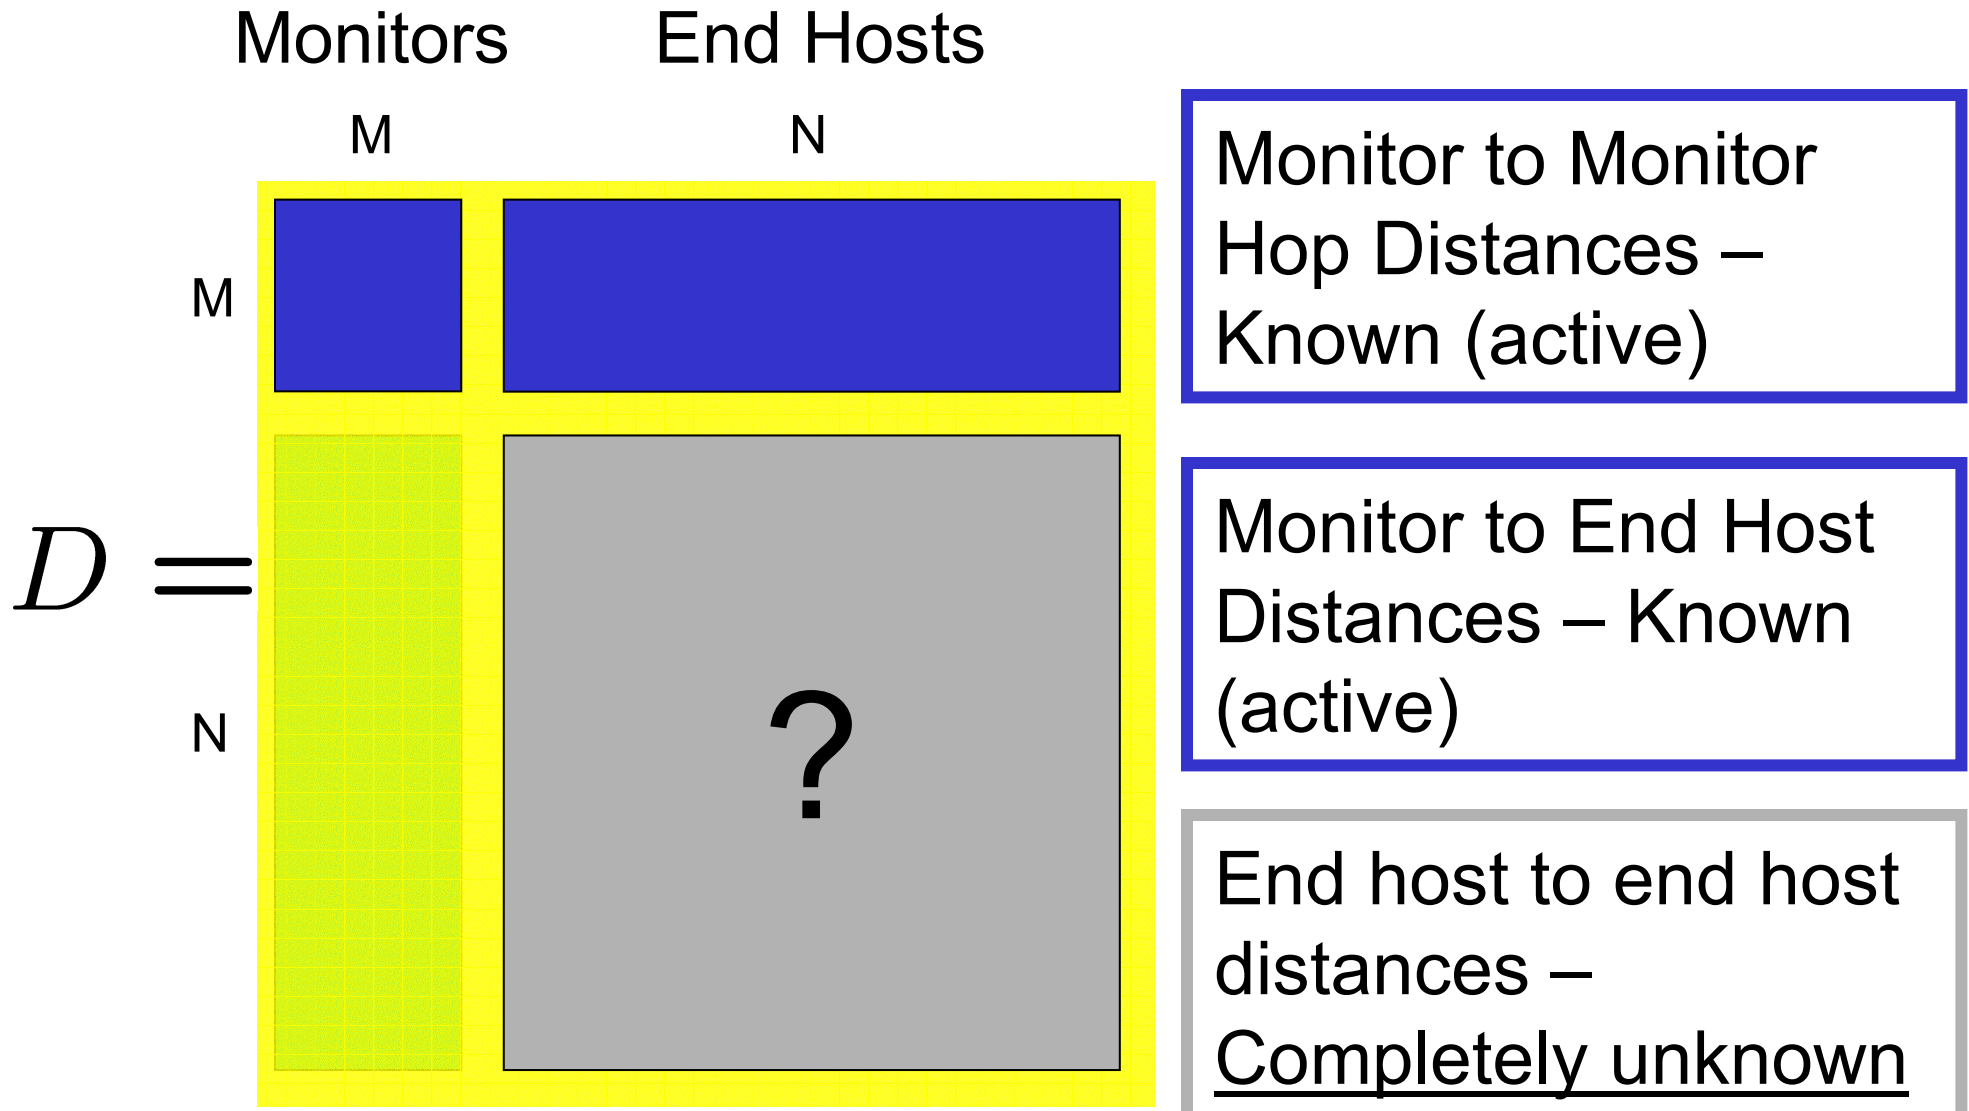 Monitors End Hosts
M N
M
D =
N
?
Monitor to Monitor
Hop Distances –
Known (active)
Monitor to End Host
Distances – Known
(active)
End host to end host
distances –
Completely unknown